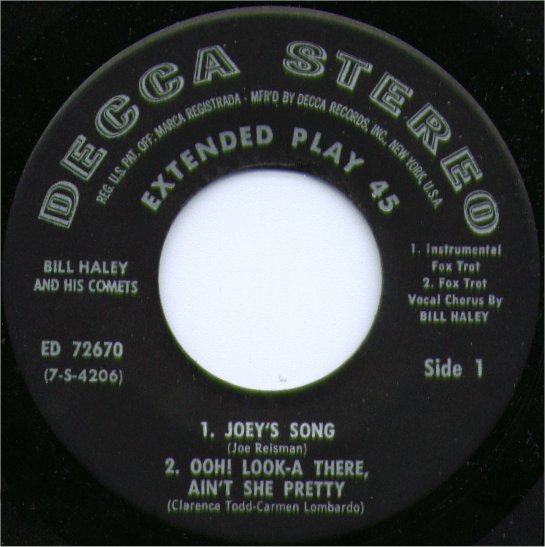 DECCA STEREO
REG. U.S. PAT. OFF. MARCA REGISTRADA - MFR'D BY DECCA RECORDS, INC., NEW YORK, U.S.A.
EXTENDED PLAY 45
BILL HALEY
AND HIS COMETS
ED 72670
(7-S-4206)
1. Instrumental
Fox Trot
2. Fox Trot
Vocal Chorus By
BILL HALEY
Side 1
1. JOEY'S SONG
(Joe Reisman)
2. OOH! LOOK-A THERE,
AIN'T SHE PRETTY
(Clarence Todd-Carmen Lombardo)